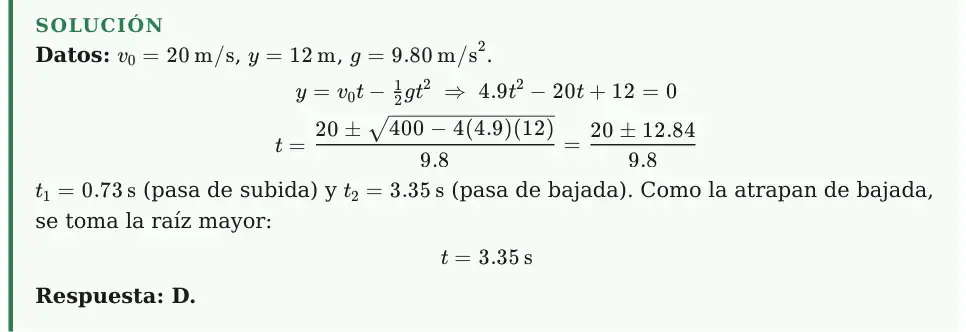 SOLUCIÓN
Datos: v₀ = 20 m/s, y = 12 m, g = 9.80 m/s².
y = v₀t − ½gt² ⇒ 4.9t² − 20t + 12 = 0
t = (20 ± √(400 − 4(4.9)(12)))/9.8 = (20 ± 12.84)/9.8
t₁ = 0.73 s (pasa de subida) y t₂ = 3.35 s (pasa de bajada). Como la atrapan de bajada,
se toma la raíz mayor:
t = 3.35 s
Respuesta: D.